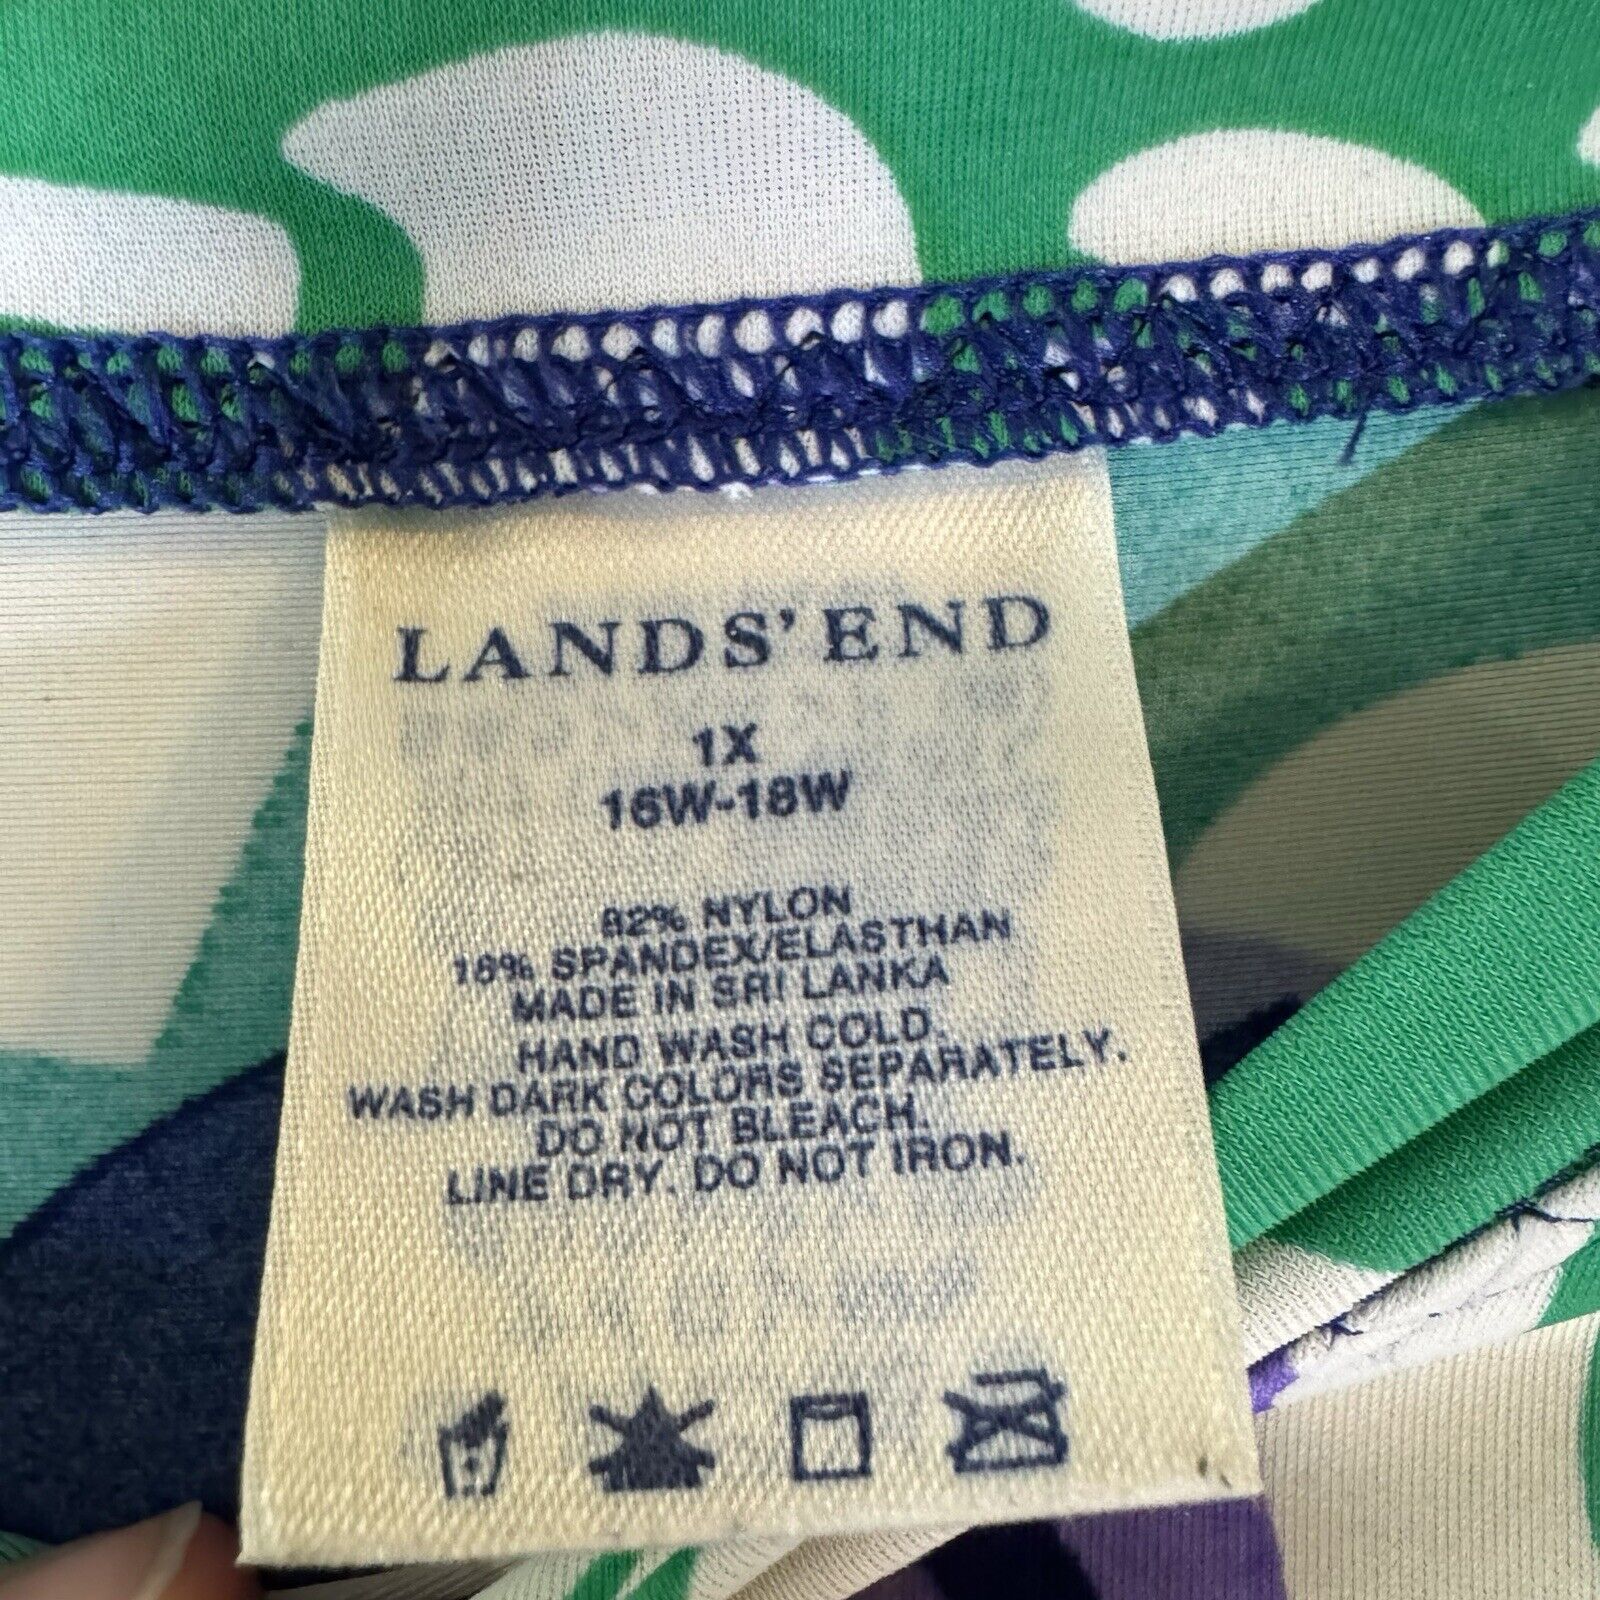 LANDS' END
1X
16W-18W
82% NYLON
18% SPANDEX/ELASTHAN
MADE IN SRI LANKA
HAND WASH COLD.
WASH DARK COLORS SEPARATELY.
DO NOT BLEACH.
LINE DRY. DO NOT IRON.